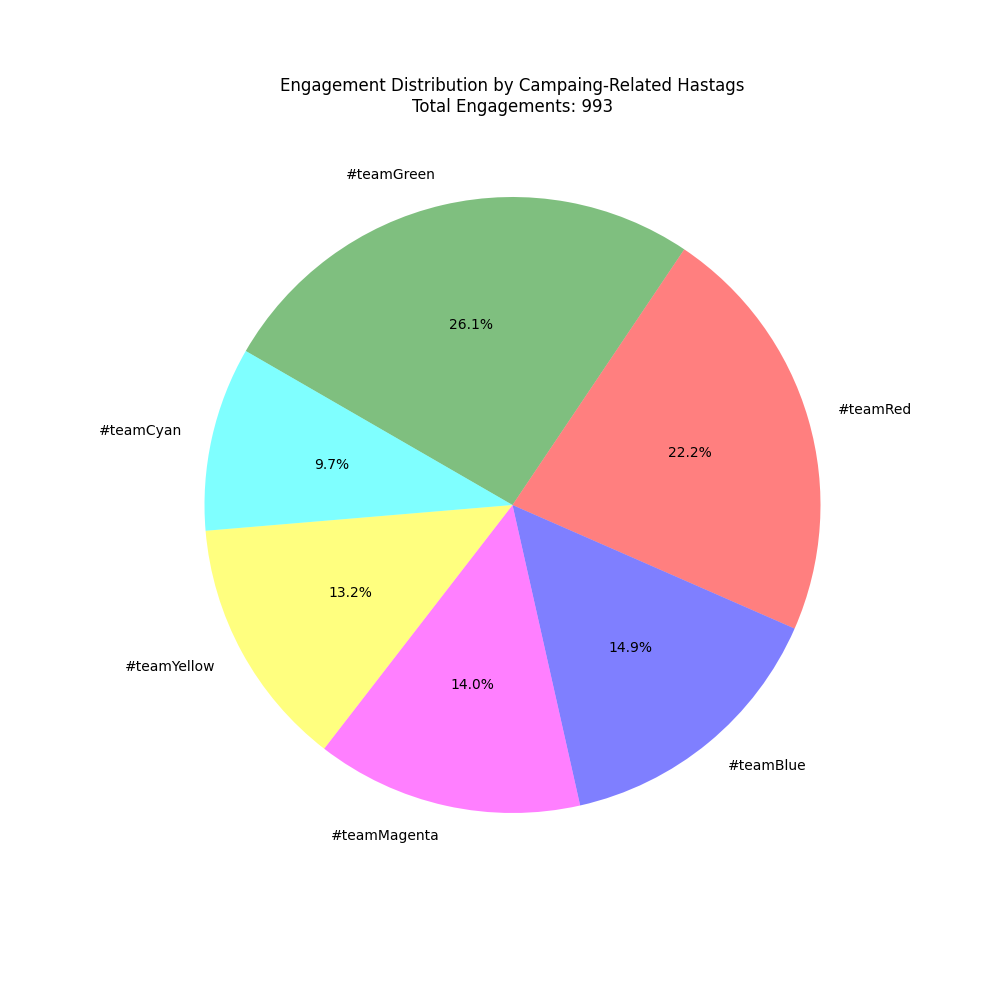 Engagement Distribution by Campaing-Related Hastags
Total Engagements: 993
#teamGreen
26.1%
#teamRed
22.2%
#teamCyan
9.7%
13.2%
#teamYellow
14.9%
14.0%
#teamBlue
#teamMagenta